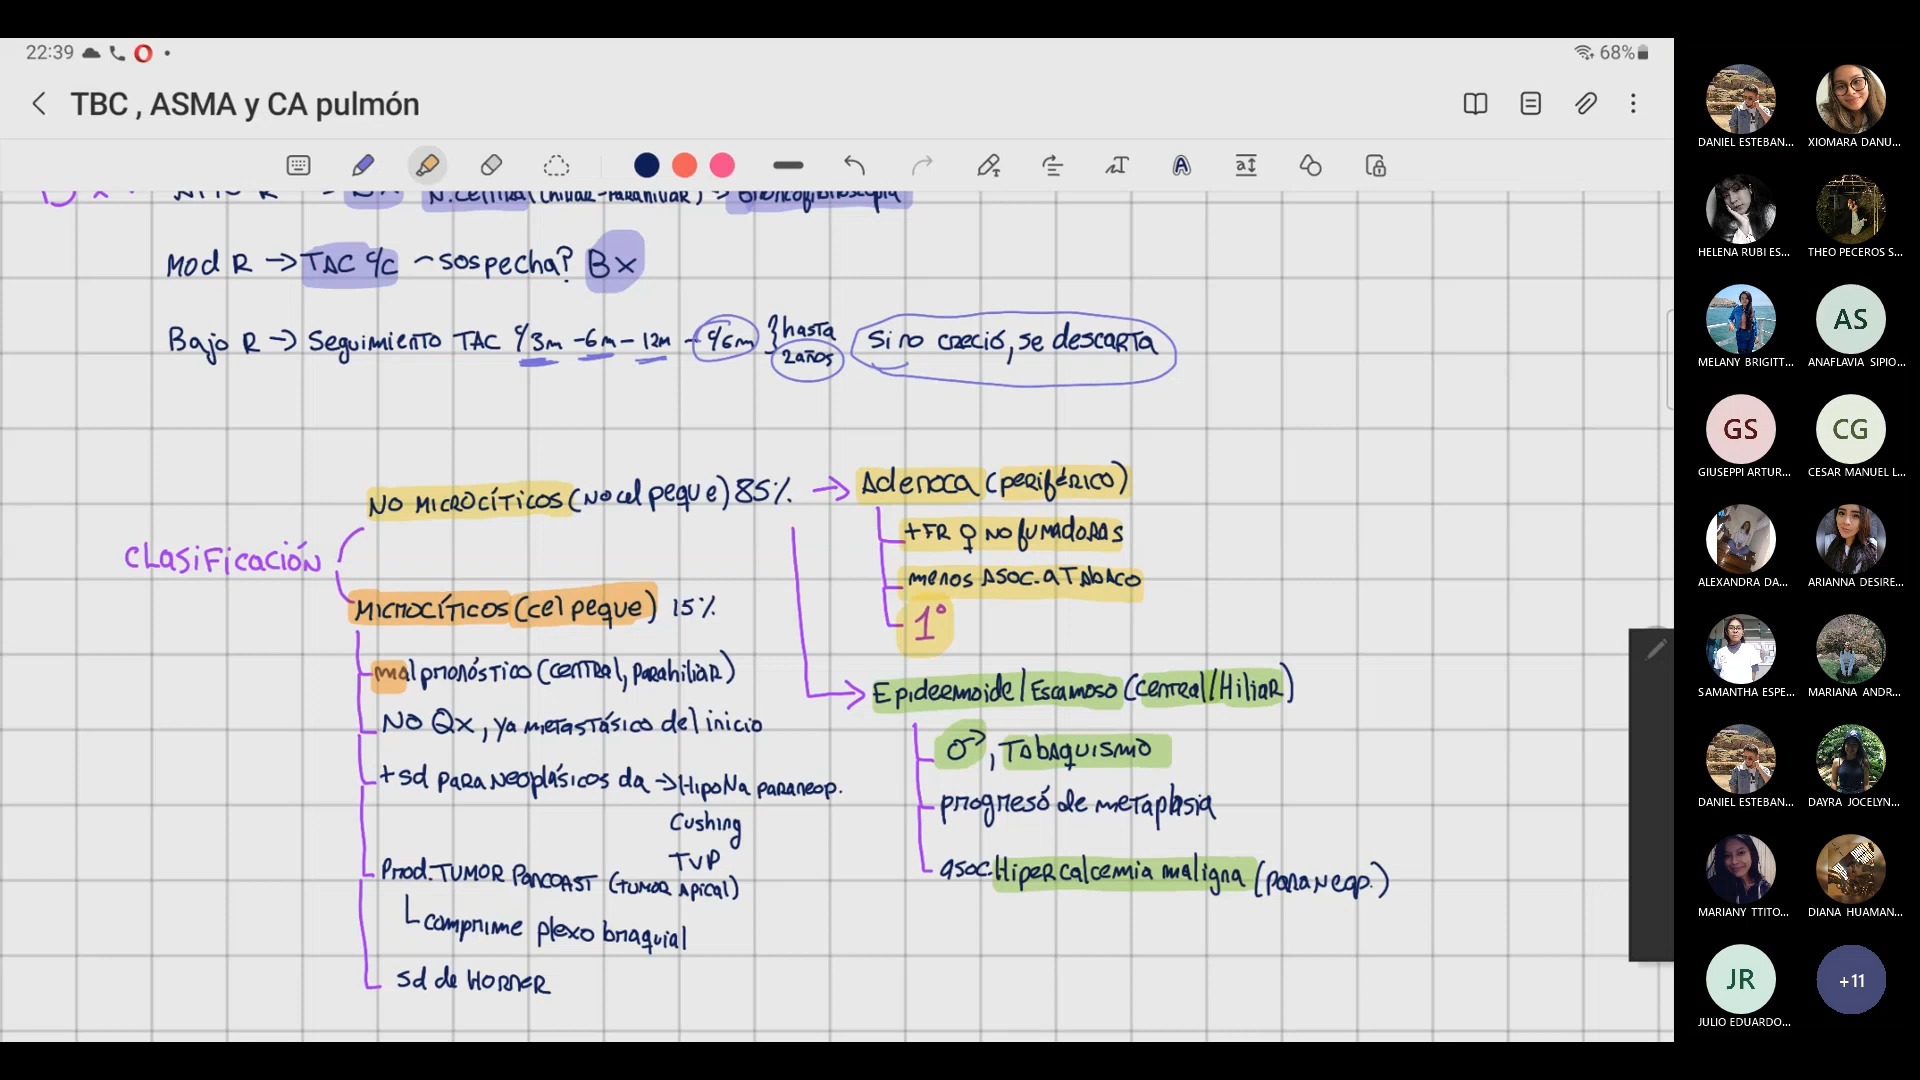 22:39
68%
TBC , ASMA y CA pulmón
N.central (hiliar-parahiliar) → Broncofibroscopia
Mod R → TAC c/c ~ sospecha? Bx
Bajo R → Seguimiento TAC c/3m - 6m - 12m - c/6m } hasta 2años
Si no creció, se descarta
Clasificación
NO MICROCÍTICOS (No cel peque) 85%. → Adenoca (periférico)
+FR ♀ NO fumadoras
menos asoc. a Tabaco
1°
MICROCÍTICOS (cel peque) 15%
mal pronóstico (central, parahiliar)
NO Qx, ya metastásico del inicio
+ sd paraneoplásicos da → HipoNa paraneop.
Cushing
TVP
Prod. TUMOR PANCOAST (tumor apical)
comprime plexo braquial
sd de HORNER
Epidermoide/Escamoso (central/Hiliar)
♂, Tabaquismo
progresó de metaplasia
asoc. Hipercalcemia maligna (paraneop.)
DANIEL ESTEBAN...
XIOMARA DANU...
HELENA RUBI ES...
THEO PECEROS S...
MELANY BRIGITT...
AS
ANAFLAVIA SIPIO...
GS
GIUSEPPI ARTUR...
CG
CESAR MANUEL L...
ALEXANDRA DA...
ARIANNA DESIRE...
SAMANTHA ESPE...
MARIANA ANDR...
DANIEL ESTEBAN...
DAYRA JOCELYN...
MARIANY TTITO...
DIANA HUAMAN...
JR
JULIO EDUARDO...
+11